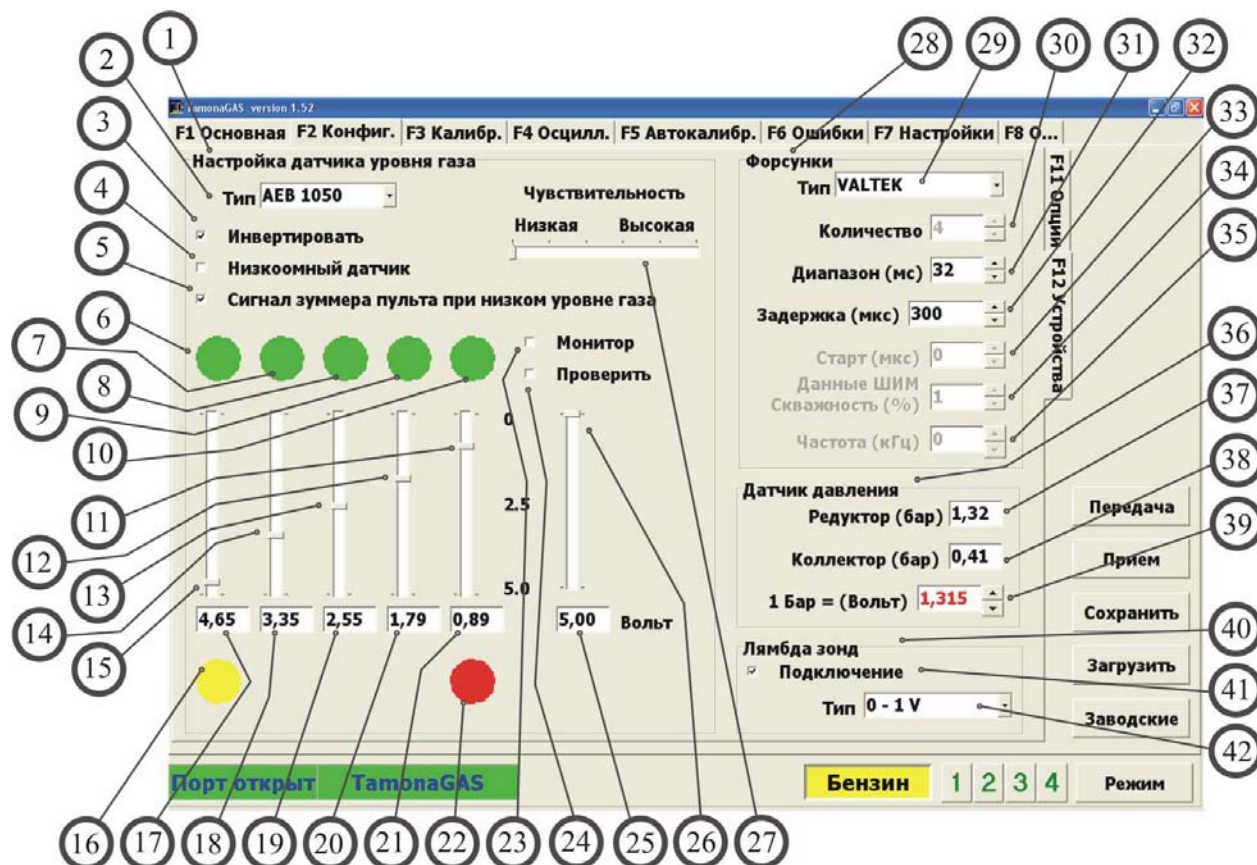 1
28
29
30
31
32
2
33
3
34
4
35
5
6
36
7
37
8
38
9
39
10
11
12
13
40
14
41
15
42
16
17
18
19
20
21
22
23
24
25
26
27
TamonaGAS version 1.52
F1 Основная F2 Конфиг. F3 Калибр. F4 Осцилл. F5 Автокалибр. F6 Ошибки F7 Настройки F8 О...
F11 Опции
F12 Устройства
Настройка датчика уровня газа
Тип AEB 1050
Чувствительность
Низкая Высокая
Инвертировать
Низкоомный датчик
Сигнал зуммера пульта при низком уровне газа
Монитор
Проверить
0
2.5
5.0
4,65 3,35 2,55 1,79 0,89 5,00 Вольт
Форсунки
Тип VALTEK
Количество 4
Диапазон (мс) 32
Задержка (мкс) 300
Старт (мкс) 0
Данные ШИМ
Скважность (%) 1
Частота (кГц) 0
Датчик давления
Редуктор (бар) 1,32
Коллектор (бар) 0,41
1 Бар = (Вольт) 1,315
Лямбда зонд
Подключение
Тип 0 - 1 V
Передача
Прием
Сохранить
Загрузить
Заводские
Порт открыт TamonaGAS Бензин 1 2 3 4 Режим